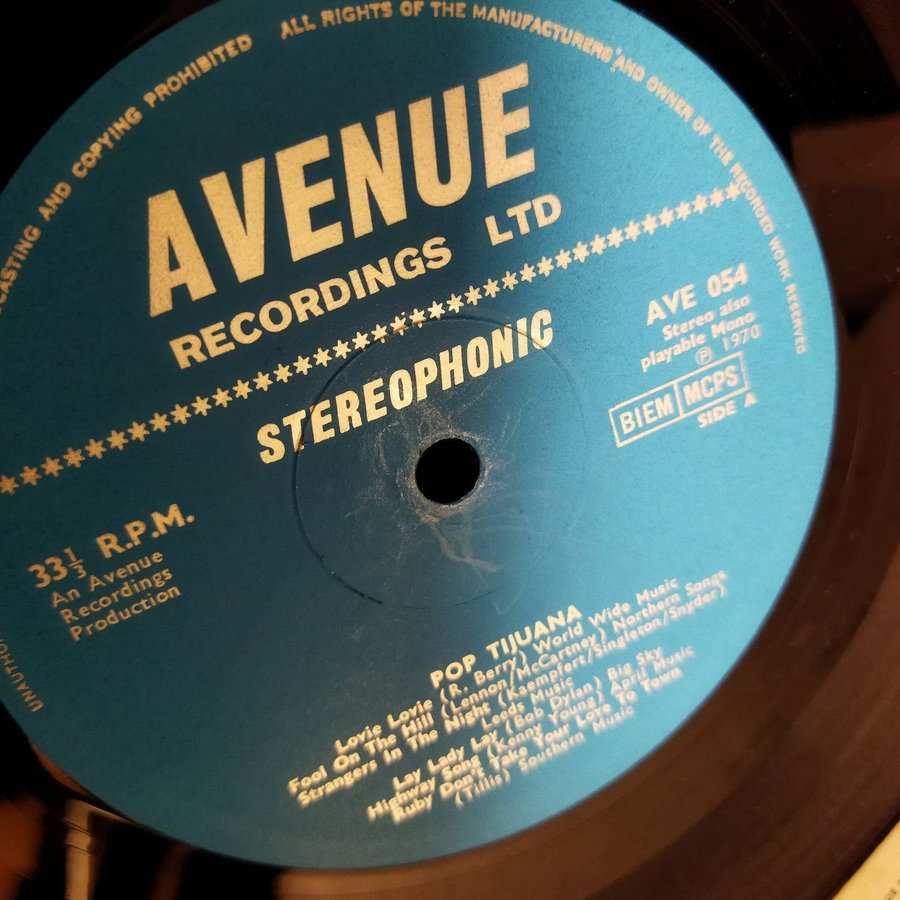 UNAUTHO
CASTING AND COPYING PROHIBITED
ALL RIGHTS OF THE MANUFACTURERS AND OWNER OF THE RECORDED WORK RESERVED
AVENUE
RECORDINGS LTD
STEREOPHONIC
AVE 054
Stereo also
playable Mono
℗ 1970
BIEM MCPS
SIDE A
33⅓ R.P.M.
An Avenue
Recordings
Production
POP TIJUANA
Lovie Lovie (R. Berry) World Wide Music
Fool On The Hill (Lennon/McCartney) Northern Songs
Strangers In The Night (Kaempfert/Singleton/Snyder)
Leeds Music
Lay Lady Lay (Bob Dylan) Big Sky
Highway Song (Kenny Young) April Music
Ruby Don't Take Your Love To Town
(Tillis) Southern Music